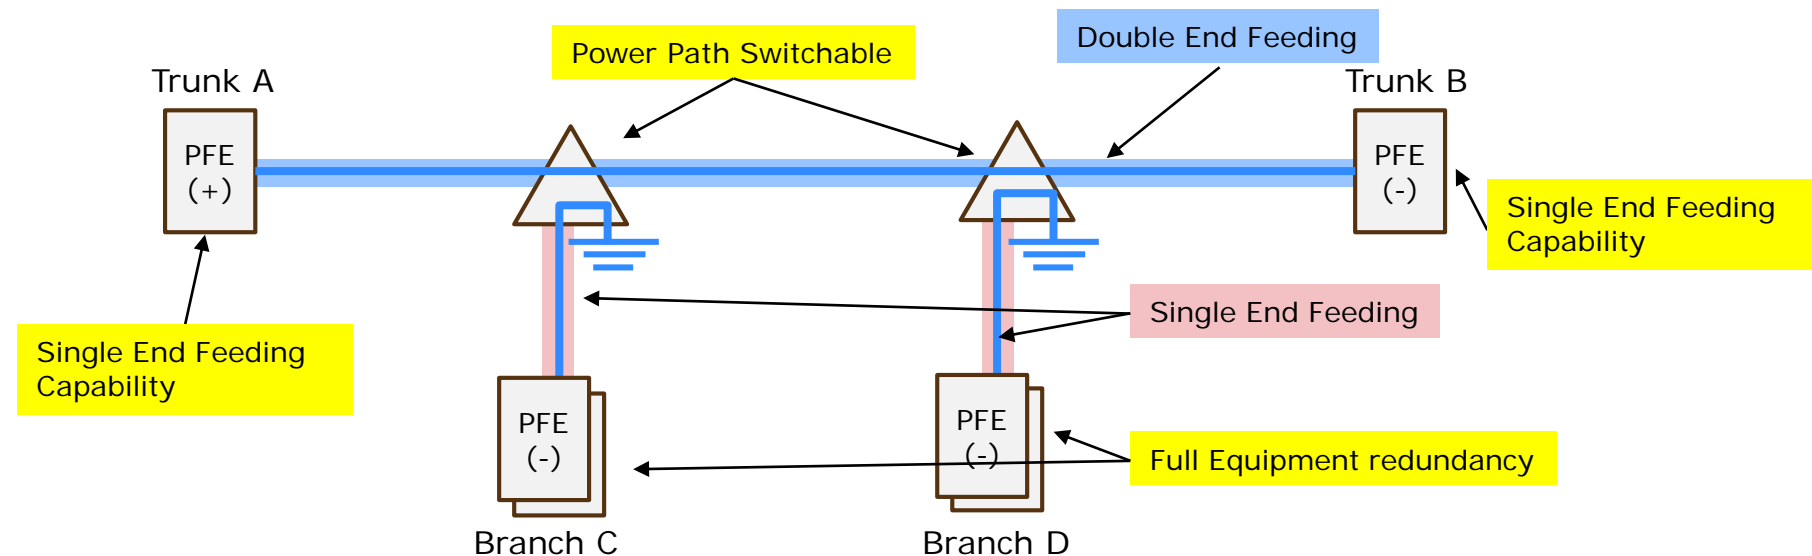 Power Path Switchable
Double End Feeding
Trunk A
Trunk B
PFE
(+)
PFE
(-)
Single End Feeding
Capability
Single End Feeding
Single End Feeding
Capability
PFE
(-)
PFE
(-)
Full Equipment redundancy
Branch C
Branch D